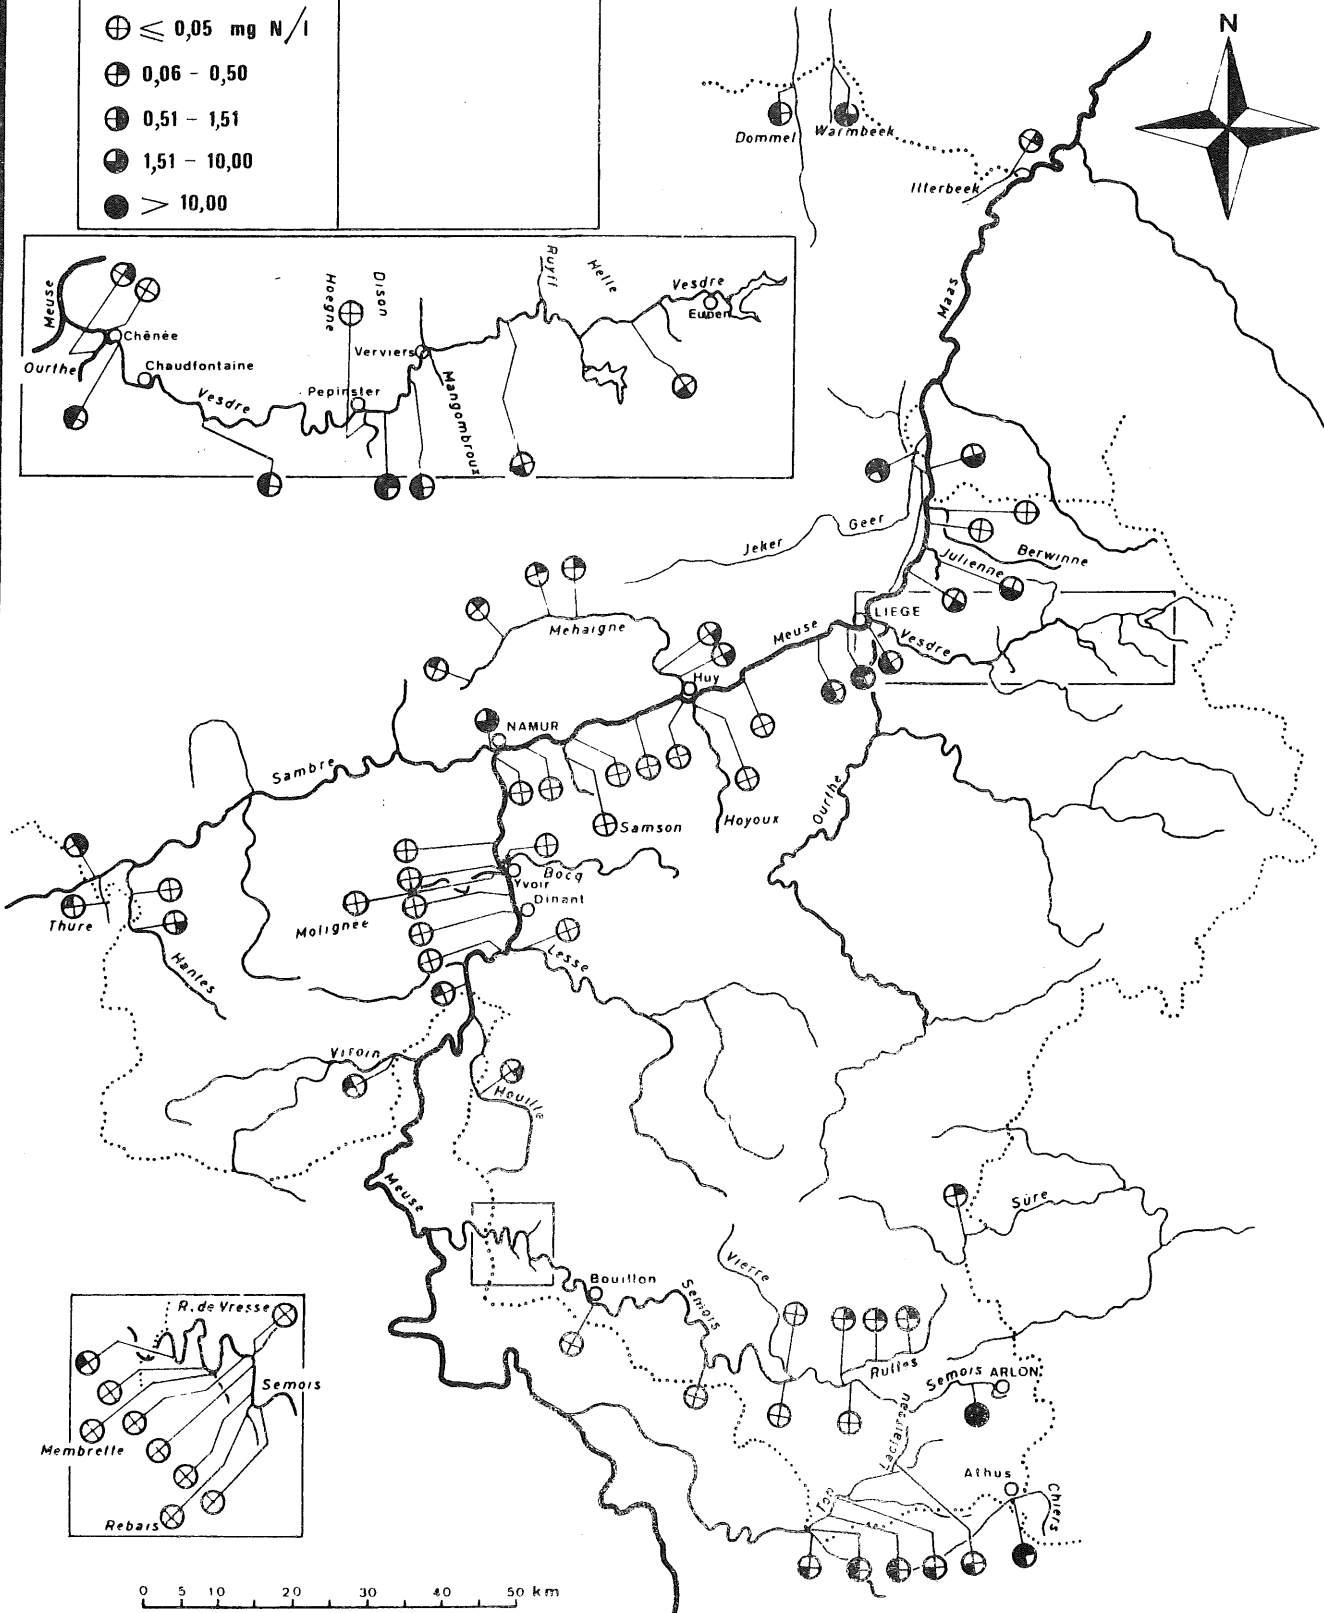 ≤ 0,05 mg N/l
0,06 - 0,50
0,51 - 1,51
1,51 - 10,00
> 10,00
N
Dommel
Warmbeek
Itterbeek
Maas
Meuse
Ourthe
Chênée
Chaudfontaine
Vesdre
Hoegne
Dison
Pepinster
Verviers
Mangombroux
Ruyff
Helle
Vesdre
Eupen
Jeker
Geer
Berwinne
Julienne
LIEGE
Vesdre
Mehaigne
Meuse
Huy
NAMUR
Sambre
Samson
Hoyoux
Ourthe
Bocq
Yvoir
Dinant
Molignée
Thure
Hantes
Lesse
Viroin
Houille
Meuse
Sûre
Bouillon
Semois
Vierre
Rulles
Semois
ARLON
Laclaireau
Ton
Athus
Chiers
R. de Vresse
Semois
Membrette
Rebais
0 5 10 20 30 40 50 km